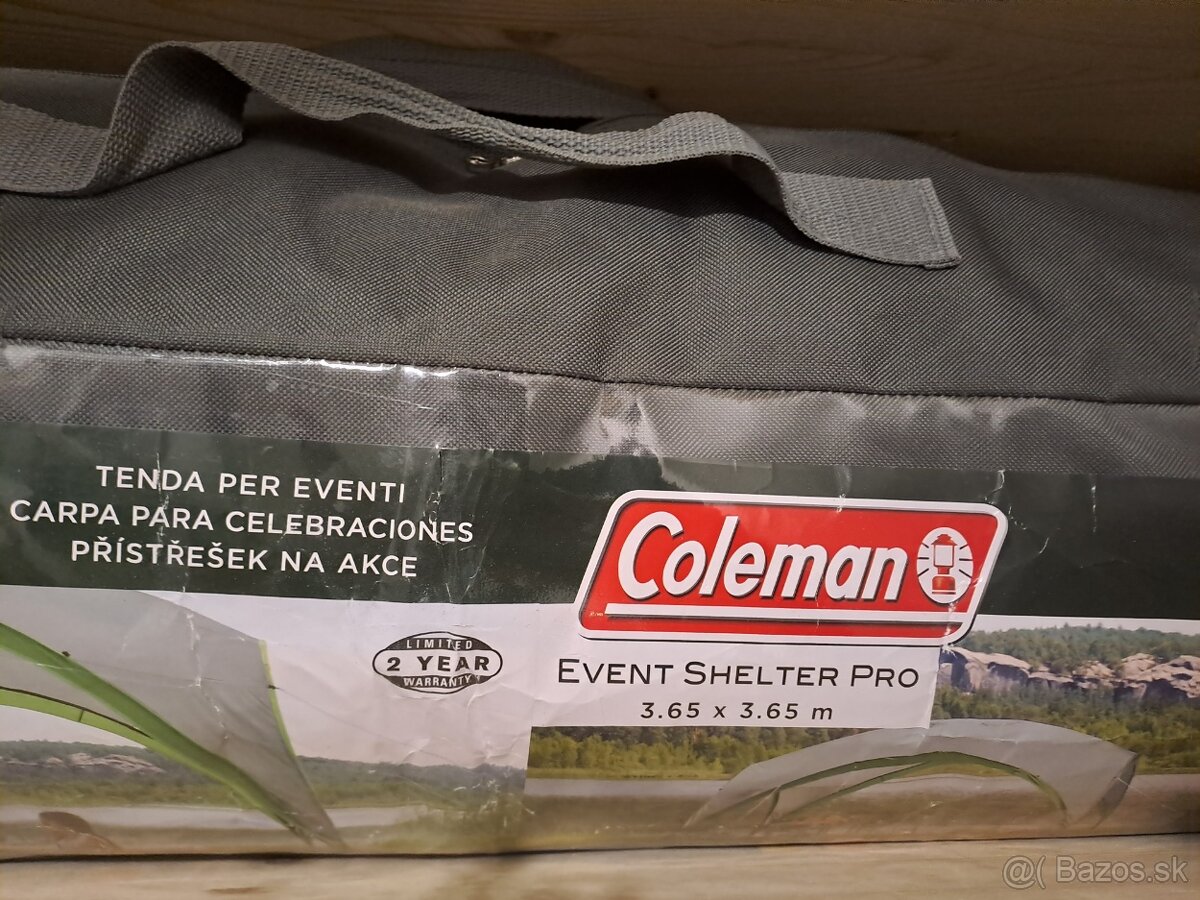 TENDA PER EVENTI
CARPA PARA CELEBRACIONES
PŘÍSTŘEŠEK NA AKCE
Coleman
LIMITED
2 YEAR
WARRANTY
EVENT SHELTER PRO
3.65 x 3.65 m
@( Bazos.sk